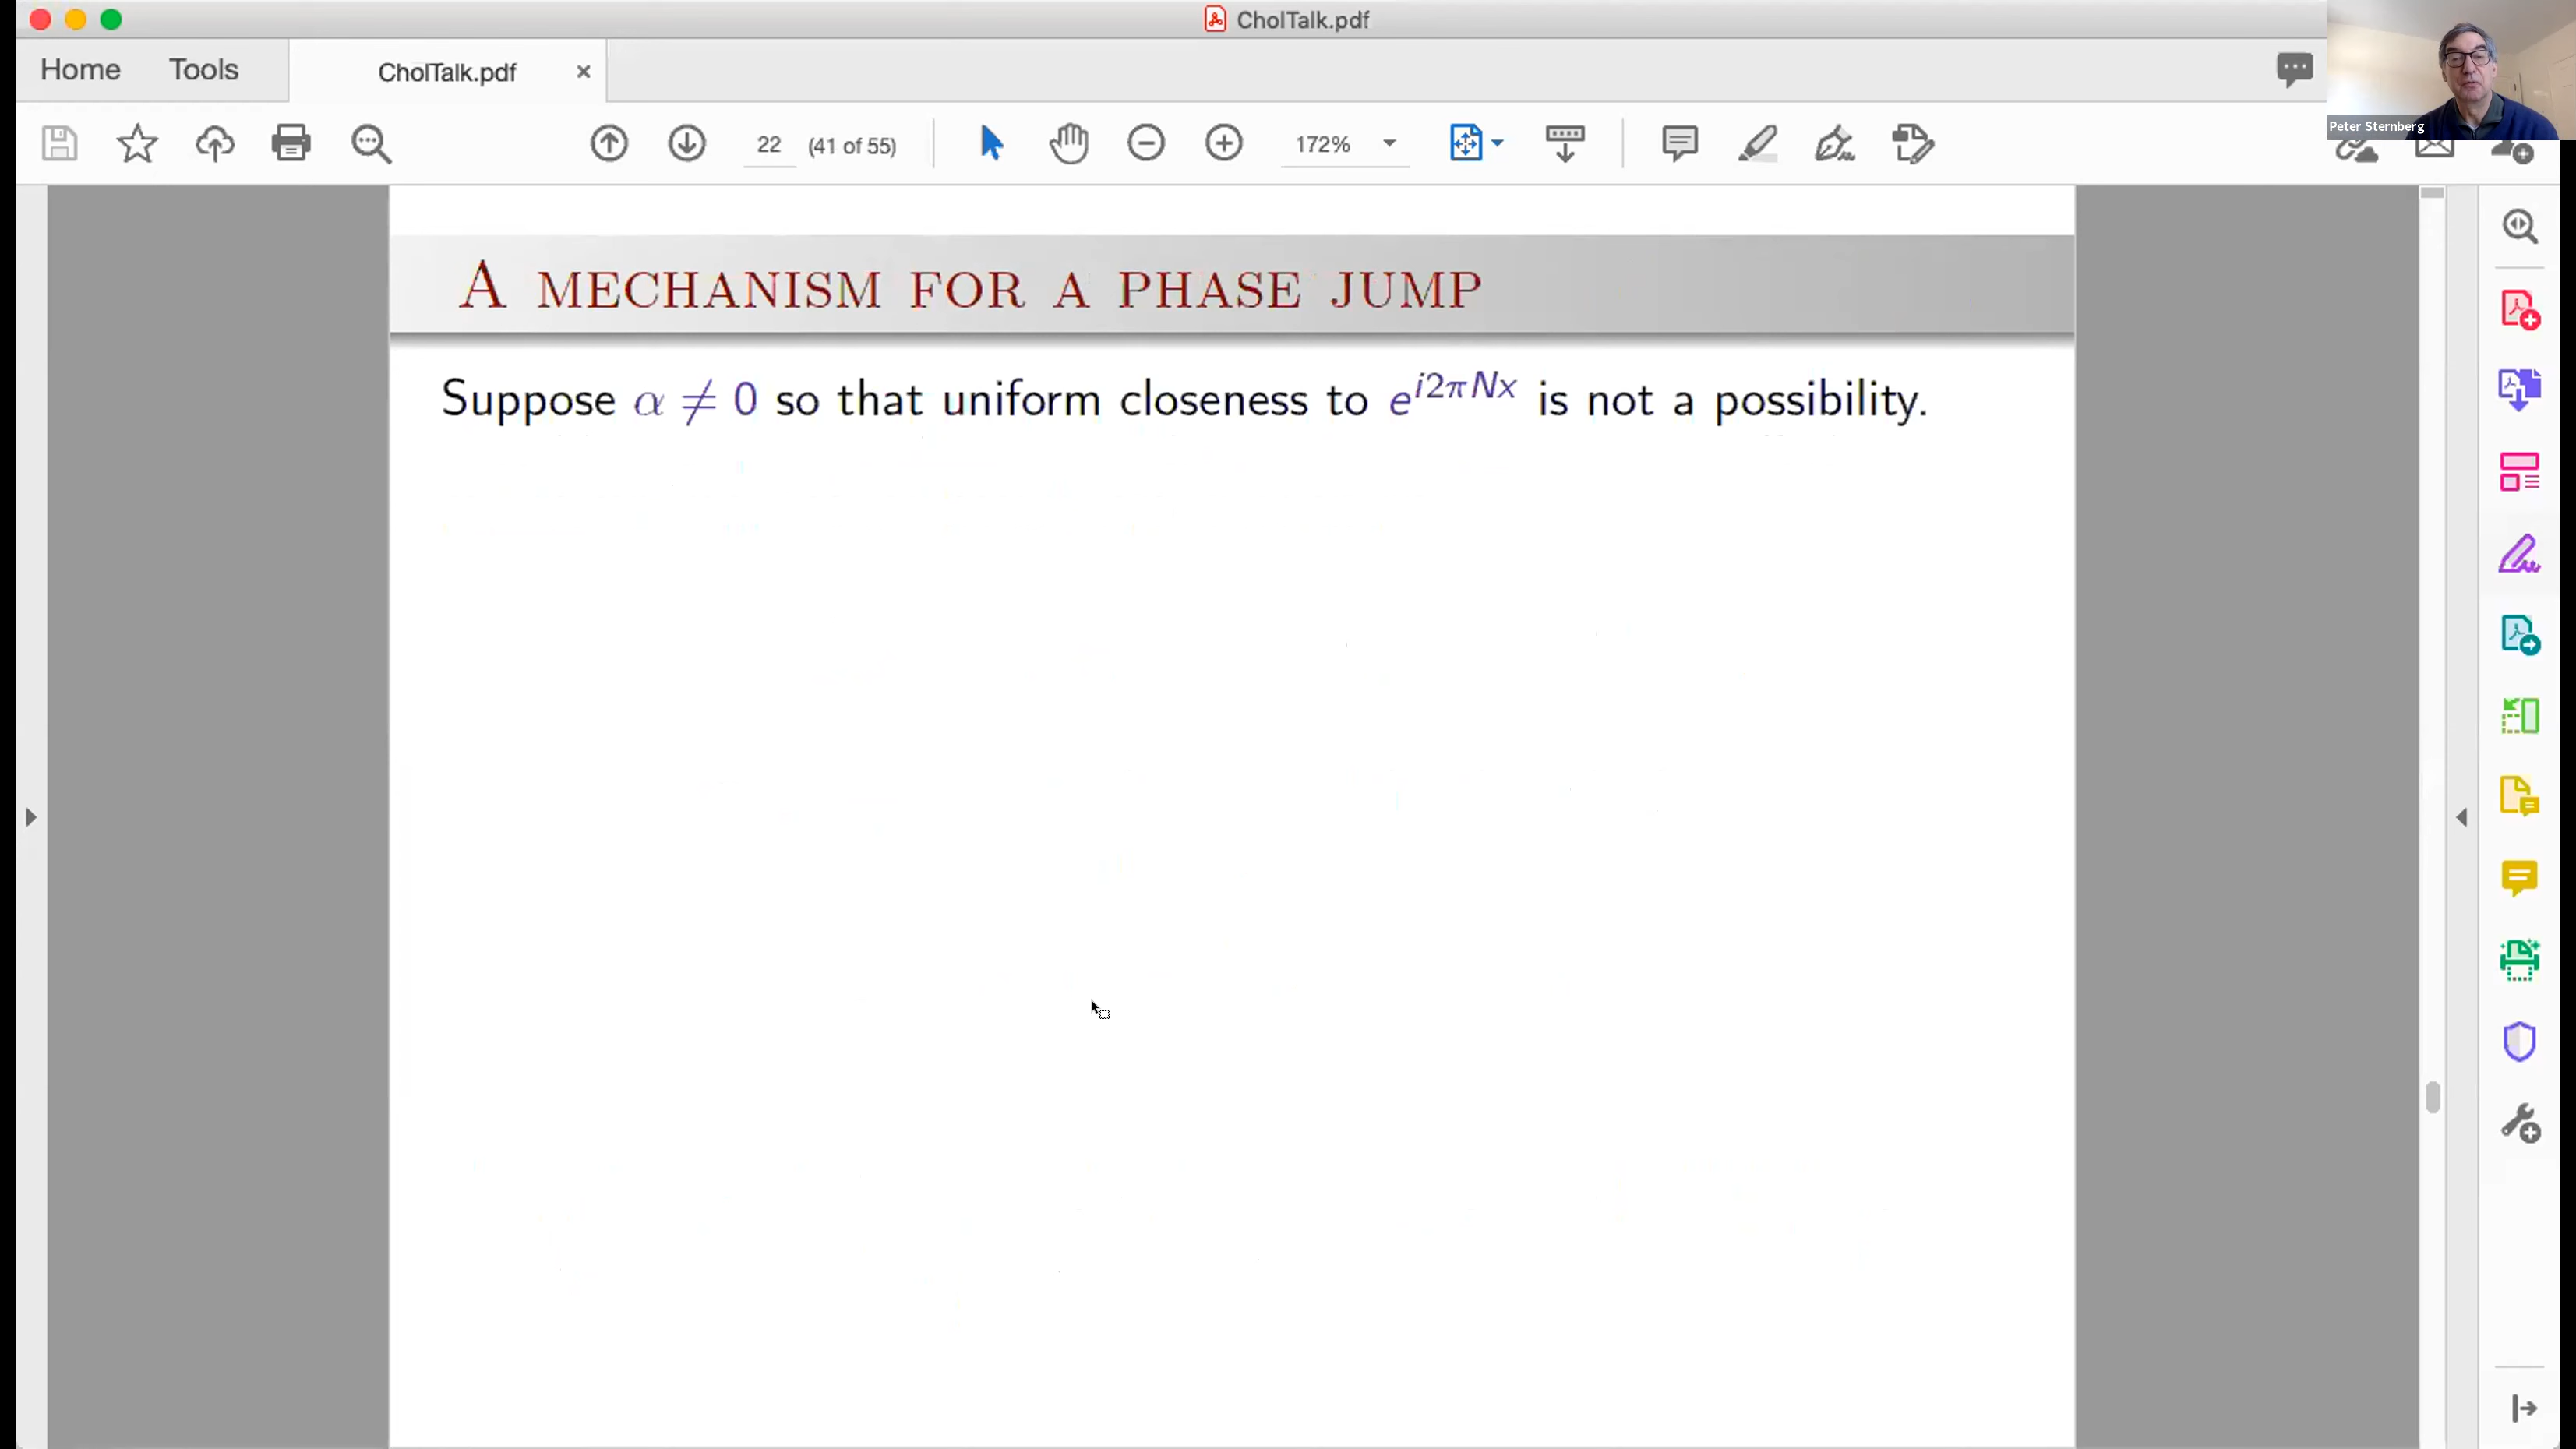 CholTalk.pdf
Home Tools CholTalk.pdf
Peter Sternberg
22 (41 of 55) 172%
A MECHANISM FOR A PHASE JUMP
Suppose α ≠ 0 so that uniform closeness to e^{i2πNx} is not a possibility.